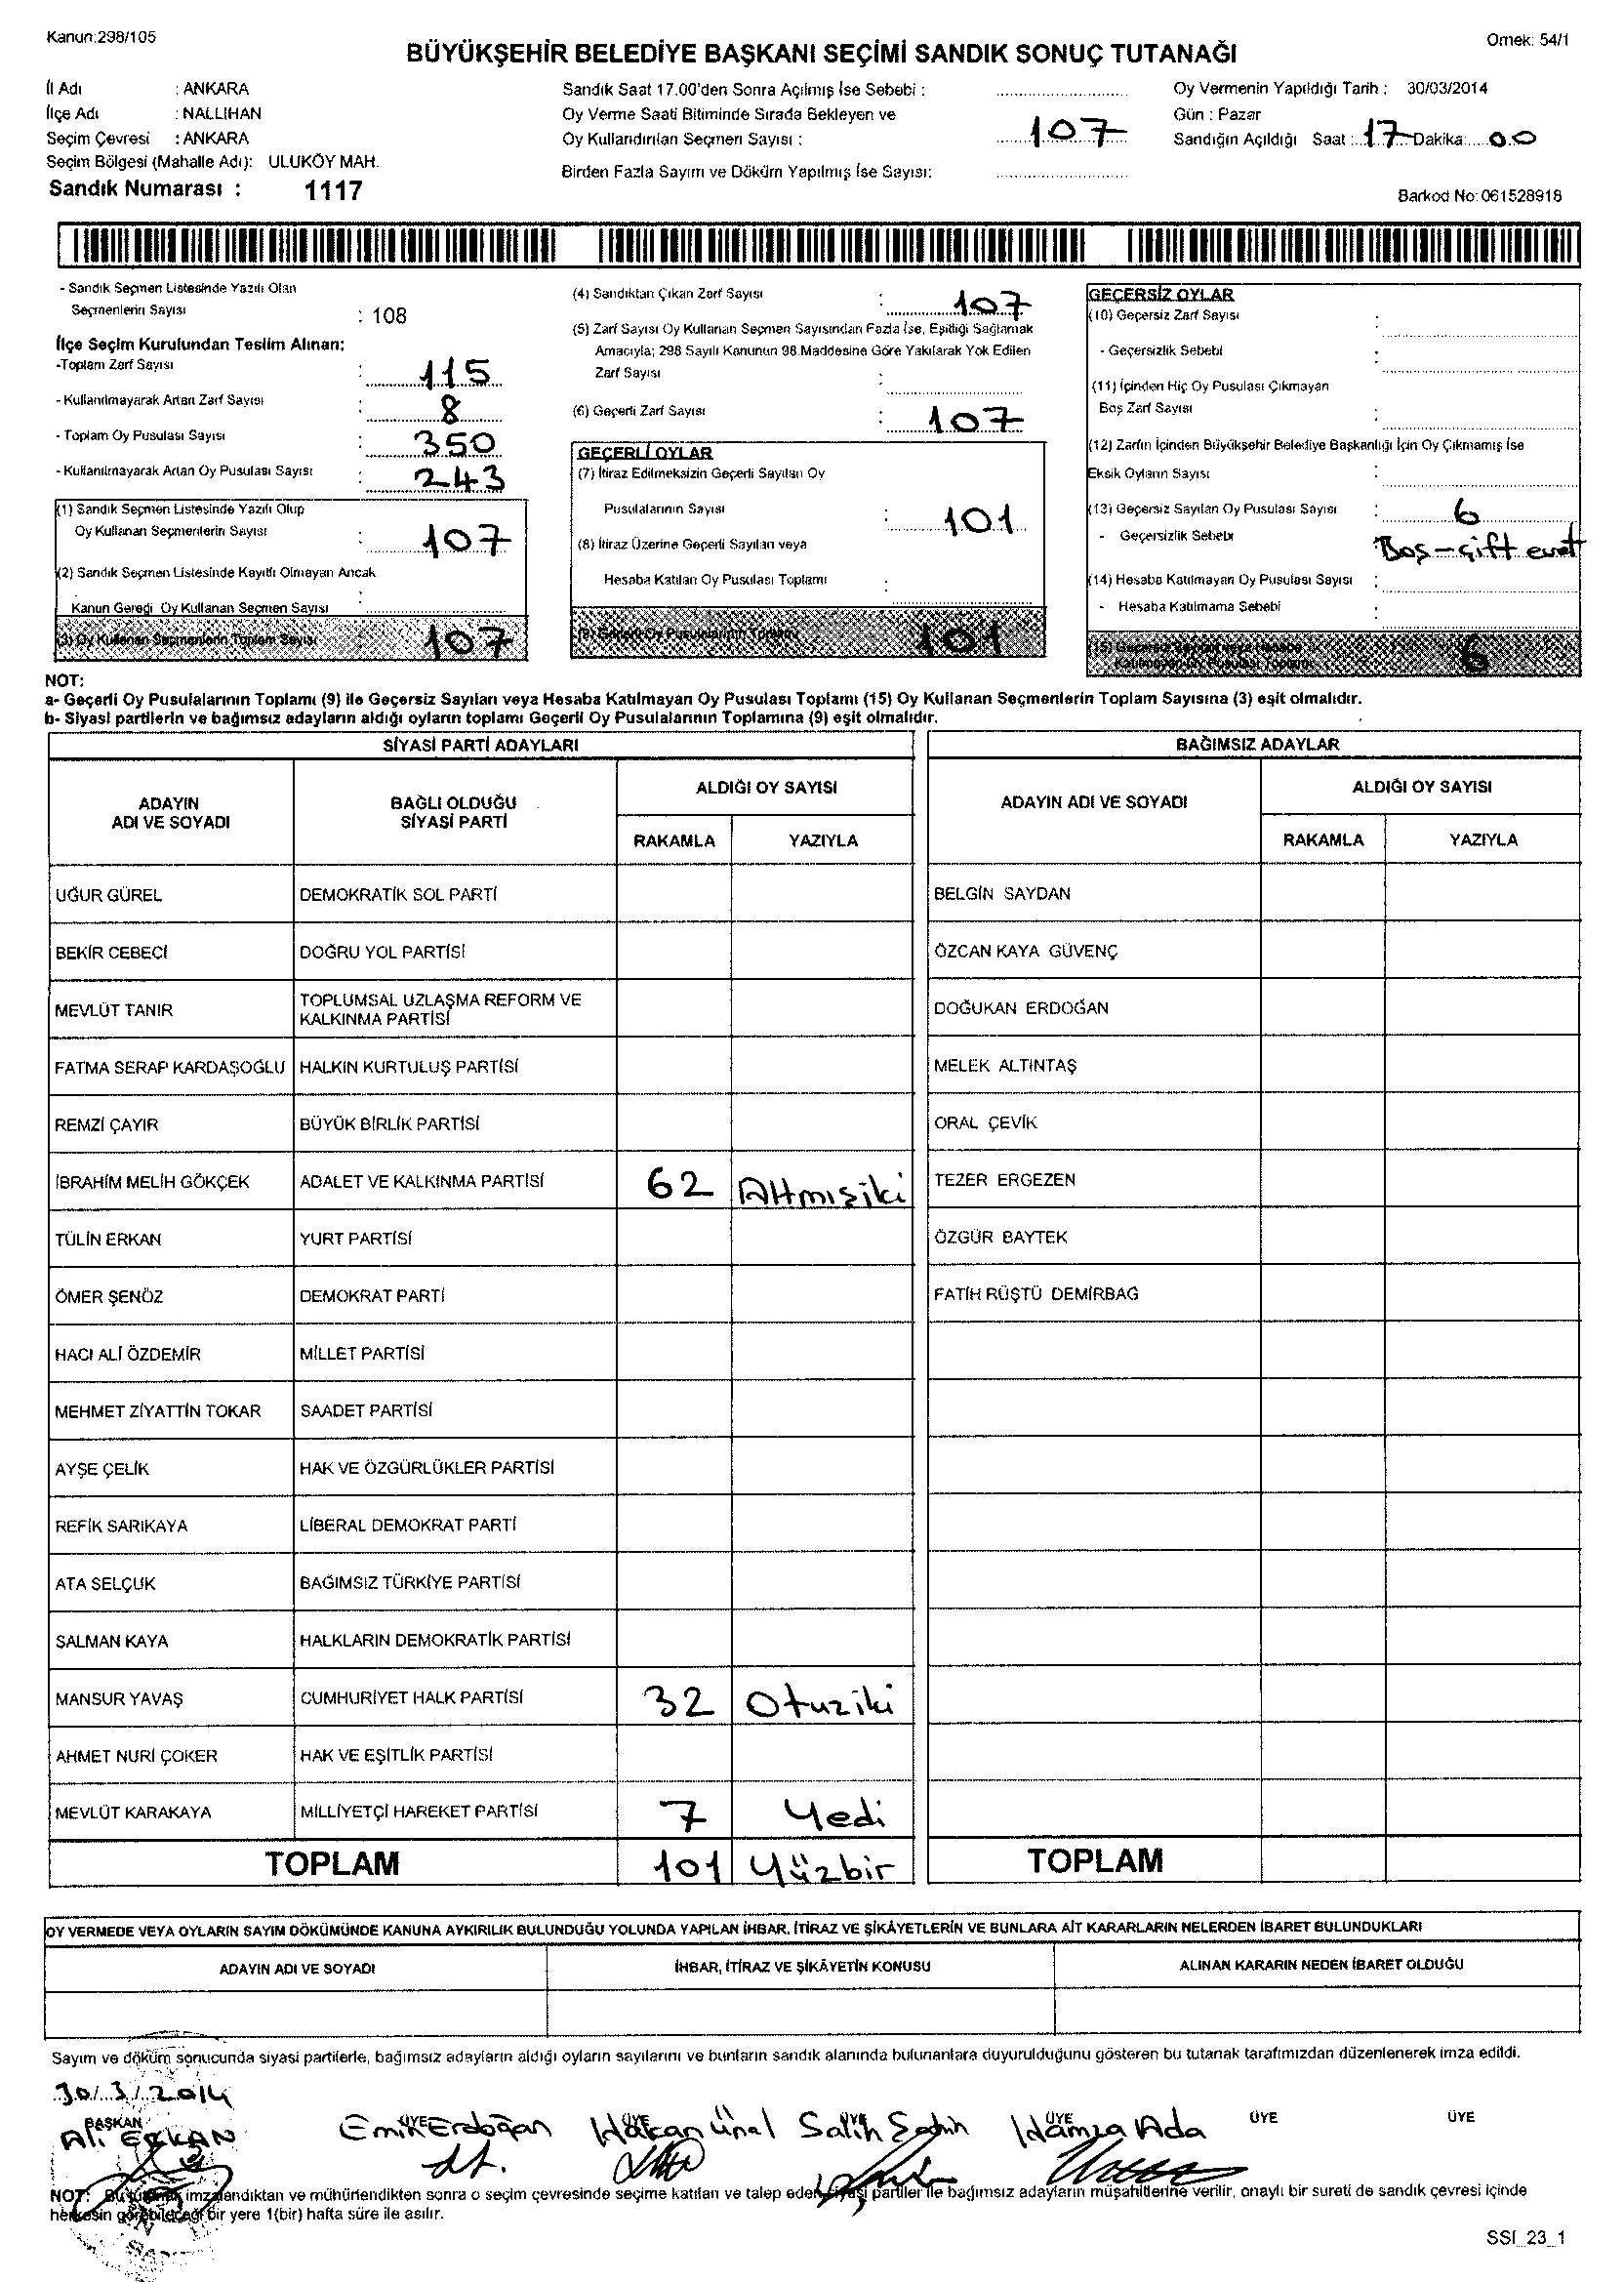 Kanun:298/105
Örnek: 54/1
BÜYÜKŞEHİR BELEDİYE BAŞKANI SEÇİMİ SANDIK SONUÇ TUTANAĞI
İl Adı : ANKARA
İlçe Adı : NALLIHAN
Seçim Çevresi : ANKARA
Seçim Bölgesi (Mahalle Adı): ULUKÖY MAH.
Sandık Numarası : 1117
Sandık Saat 17.00'den Sonra Açılmış İse Sebebi :
Oy Verme Saati Bitiminde Sırada Bekleyen ve
Oy Kullandırılan Seçmen Sayısı : 107
Birden Fazla Sayım ve Döküm Yapılmış İse Sayısı:
Oy Vermenin Yapıldığı Tarih : 30/03/2014
Gün : Pazar
Sandığın Açıldığı Saat : 17 Dakika: 00
Barkod No: 061528918
- Sandık Seçmen Listesinde Yazılı Olan
Seçmenlerin Sayısı : 108
İlçe Seçim Kurulundan Teslim Alınan;
-Toplam Zarf Sayısı : 115
- Kullanılmayarak Artan Zarf Sayısı : 8
- Toplam Oy Pusulası Sayısı : 350
- Kullanılmayarak Artan Oy Pusulası Sayısı : 243
(1) Sandık Seçmen Listesinde Yazılı Olup
Oy Kullanan Seçmenlerin Sayısı : 107
(2) Sandık Seçmen Listesinde Kayıtlı Olmayan Ancak
Kanun Gereği Oy Kullanan Seçmen Sayısı :
(3) Oy Kullanan Seçmenlerin Toplam Sayısı : 107
(4) Sandıktan Çıkan Zarf Sayısı : 107
(5) Zarf Sayısı Oy Kullanan Seçmen Sayısından Fazla İse, Eşitliği Sağlamak
Amacıyla; 298 Sayılı Kanunun 98.Maddesine Göre Yakılarak Yok Edilen
Zarf Sayısı :
(6) Geçerli Zarf Sayısı : 107
GEÇERLİ OYLAR
(7) İtiraz Edilmeksizin Geçerli Sayılan Oy
Pusulalarının Sayısı : 101
(8) İtiraz Üzerine Geçerli Sayılan veya
Hesaba Katılan Oy Pusulası Toplamı :
(9) Geçerli Oy Pusulalarının Toplamı 101
GEÇERSİZ OYLAR
(10) Geçersiz Zarf Sayısı :
- Geçersizlik Sebebi :
(11) İçinden Hiç Oy Pusulası Çıkmayan
Boş Zarf Sayısı :
(12) Zarfın İçinden Büyükşehir Belediye Başkanlığı İçin Oy Çıkmamış İse
Eksik Oyların Sayısı :
(13) Geçersiz Sayılan Oy Pusulası Sayısı : 6
- Geçersizlik Sebebi : Boş-çift evet
(14) Hesaba Katılmayan Oy Pusulası Sayısı :
- Hesaba Katılmama Sebebi :
(15) Geçersiz Sayılan veya Hesaba
Katılmayan Oy Pusulası Toplamı 6
NOT:
a- Geçerli Oy Pusulalarının Toplamı (9) ile Geçersiz Sayılan veya Hesaba Katılmayan Oy Pusulası Toplamı (15) Oy Kullanan Seçmenlerin Toplam Sayısına (3) eşit olmalıdır.
b- Siyasi partilerin ve bağımsız adayların aldığı oyların toplamı Geçerli Oy Pusulalarının Toplamına (9) eşit olmalıdır.
SİYASİ PARTİ ADAYLARI
ADAYIN ADI VE SOYADI BAĞLI OLDUĞU SİYASİ PARTİ ALDIĞI OY SAYISI
RAKAMLA YAZIYLA
UĞUR GÜREL DEMOKRATİK SOL PARTİ
BEKİR CEBECİ DOĞRU YOL PARTİSİ
MEVLÜT TANIR TOPLUMSAL UZLAŞMA REFORM VE
KALKINMA PARTİSİ
FATMA SERAP KARDAŞOĞLU HALKIN KURTULUŞ PARTİSİ
REMZİ ÇAYIR BÜYÜK BİRLİK PARTİSİ
İBRAHİM MELİH GÖKÇEK ADALET VE KALKINMA PARTİSİ 62 Altmışiki
TÜLİN ERKAN YURT PARTİSİ
ÖMER ŞENÖZ DEMOKRAT PARTİ
HACI ALİ ÖZDEMİR MİLLET PARTİSİ
MEHMET ZİYATTİN TOKAR SAADET PARTİSİ
AYŞE ÇELİK HAK VE ÖZGÜRLÜKLER PARTİSİ
REFİK SARIKAYA LİBERAL DEMOKRAT PARTİ
ATA SELÇUK BAĞIMSIZ TÜRKİYE PARTİSİ
SALMAN KAYA HALKLARIN DEMOKRATİK PARTİSİ
MANSUR YAVAŞ CUMHURİYET HALK PARTİSİ 32 Otuziki
AHMET NURİ ÇOKER HAK VE EŞİTLİK PARTİSİ
MEVLÜT KARAKAYA MİLLİYETÇİ HAREKET PARTİSİ 7 Yedi
TOPLAM 101 Yüzbir
BAĞIMSIZ ADAYLAR
ADAYIN ADI VE SOYADI ALDIĞI OY SAYISI
RAKAMLA YAZIYLA
BELGİN SAYDAN
ÖZCAN KAYA GÜVENÇ
DOĞUKAN ERDOĞAN
MELEK ALTINTAŞ
ORAL ÇEVİK
TEZER ERGEZEN
ÖZGÜR BAYTEK
FATİH RÜŞTÜ DEMİRBAĞ
TOPLAM
OY VERMEDE VEYA OYLARIN SAYIM DÖKÜMÜNDE KANUNA AYKIRILIK BULUNDUĞU YOLUNDA YAPILAN İHBAR, İTİRAZ VE ŞİKÂYETLERİN VE BUNLARA AİT KARARLARIN NELERDEN İBARET BULUNDUKLARI
ADAYIN ADI VE SOYADI İHBAR, İTİRAZ VE ŞİKÂYETİN KONUSU ALINAN KARARIN NEDEN İBARET OLDUĞU
Sayım ve döküm sonucunda siyasi partilerle, bağımsız adayların aldığı oyların sayılarını ve bunların sandık alanında bulunanlara duyurulduğunu gösteren bu tutanak tarafımızdan düzenlenerek imza edildi.
30/3/2014
BAŞKAN ÜYE ÜYE ÜYE ÜYE ÜYE ÜYE
Ali ERKAN Emin Erdoğan Hakan Ünal Salih Şahin Hamza Ada
NOT: Bu tutanak imzalandıktan ve mühürlendikten sonra o seçim çevresinde seçime katılan ve talep eden siyasi partiler ile bağımsız adayların müşahitlerine verilir, onaylı bir sureti de sandık çevresi içinde
herkesin görebileceği bir yere 1(bir) hafta süre ile asılır.
SSI_23_1